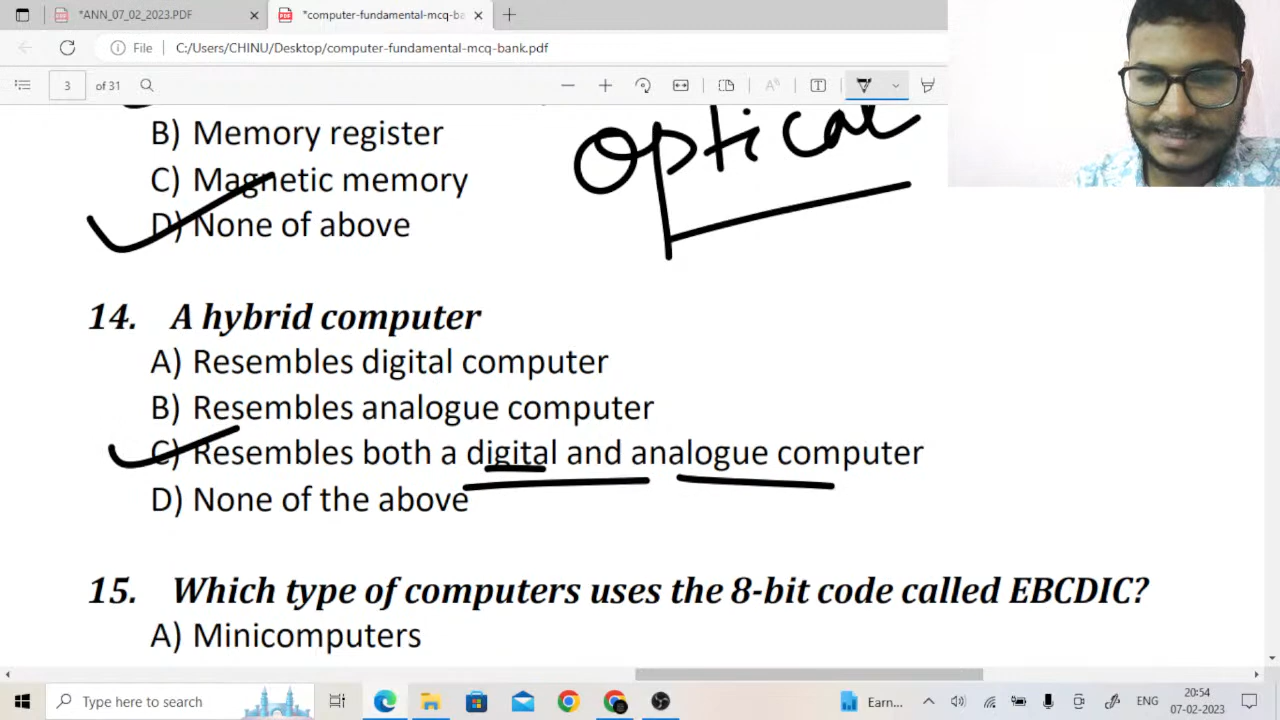 *ANN_07_02_2023.PDF
*computer-fundamental-mcq-ba
File C:/Users/CHINU/Desktop/computer-fundamental-mcq-bank.pdf
3 of 31
optical
B) Memory register
C) Magnetic memory
D) None of above
14. A hybrid computer
A) Resembles digital computer
B) Resembles analogue computer
C) Resembles both a digital and analogue computer
D) None of the above
15. Which type of computers uses the 8-bit code called EBCDIC?
A) Minicomputers
Type here to search
Earn...
ENG
20:54
07-02-2023